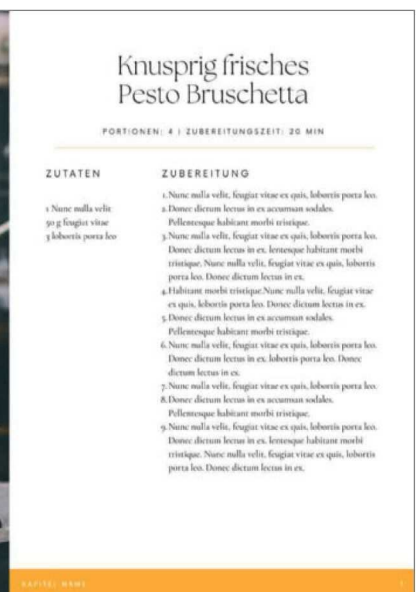 Knusprig frisches
Pesto Bruschetta
PORTIONEN: 4 | ZUBEREITUNGSZEIT: 20 MIN
ZUTATEN
1 Nunc nulla velit
50 g feugiat vitae
3 lobortis porta leo
ZUBEREITUNG
1. Nunc nulla velit, feugiat vitae ex quis, lobortis porta leo.
2. Donec dictum lectus in ex accumsan sodales.
Pellentesque habitant morbi tristique.
3. Nunc nulla velit, feugiat vitae ex quis, lobortis porta leo.
Donec dictum lectus in ex. lentesque habitant morbi
tristique. Nunc nulla velit, feugiat vitae ex quis, lobortis
porta leo. Donec dictum lectus in ex.
4. Habitant morbi tristique.Nunc nulla velit, feugiat vitae
ex quis, lobortis porta leo. Donec dictum lectus in ex.
5. Donec dictum lectus in ex accumsan sodales.
Pellentesque habitant morbi tristique.
6. Nunc nulla velit, feugiat vitae ex quis, lobortis porta leo.
Donec dictum lectus in ex. lobortis porta leo. Donec
dictum lectus in ex.
7. Nunc nulla velit, feugiat vitae ex quis, lobortis porta leo.
8. Donec dictum lectus in ex accumsan sodales.
Pellentesque habitant morbi tristique.
9. Nunc nulla velit, feugiat vitae ex quis, lobortis porta leo.
Donec dictum lectus in ex. lentesque habitant morbi
tristique. Nunc nulla velit, feugiat vitae ex quis, lobortis
porta leo. Donec dictum lectus in ex.
KAPITEL NAME